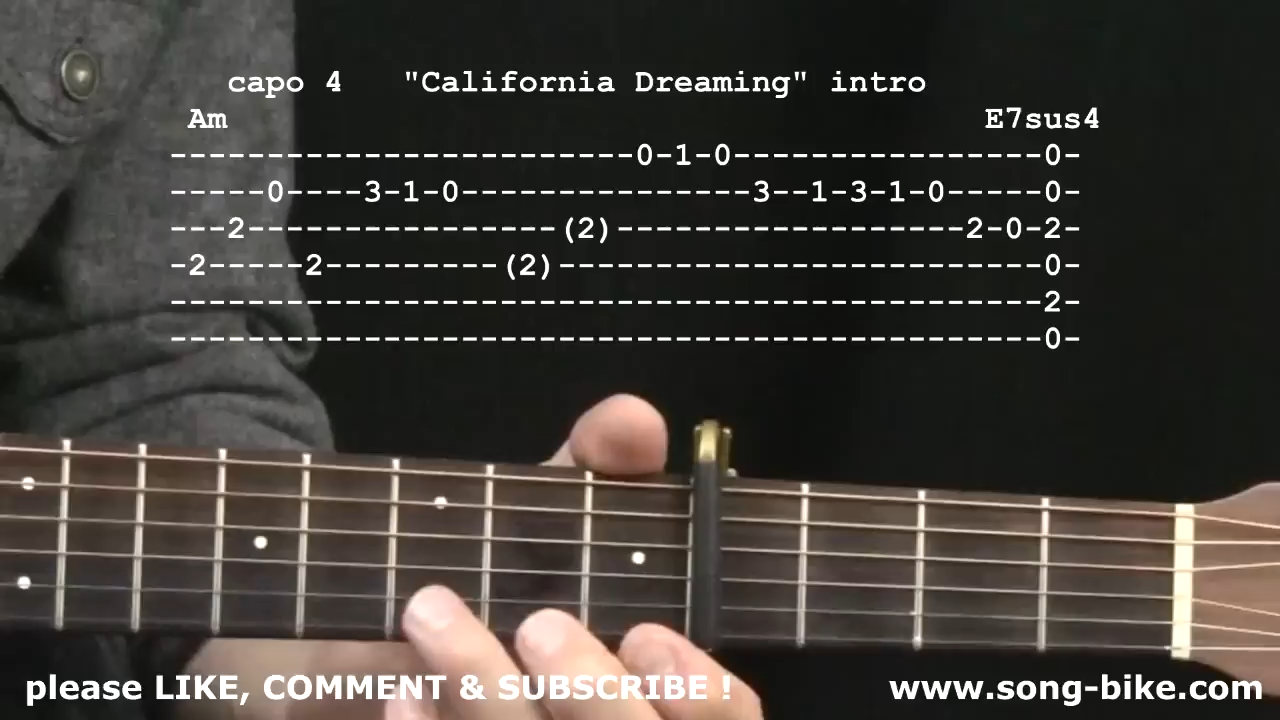 capo 4   "California Dreaming" intro
Am                                       E7sus4
------------------------0-1-0----------------0-
-----0----3-1-0---------------3--1-3-1-0-----0-
---2----------------(2)------------------2-0-2-
-2-----2---------(2)-------------------------0-
---------------------------------------------2-
---------------------------------------------0-
please LIKE, COMMENT & SUBSCRIBE !
www.song-bike.com